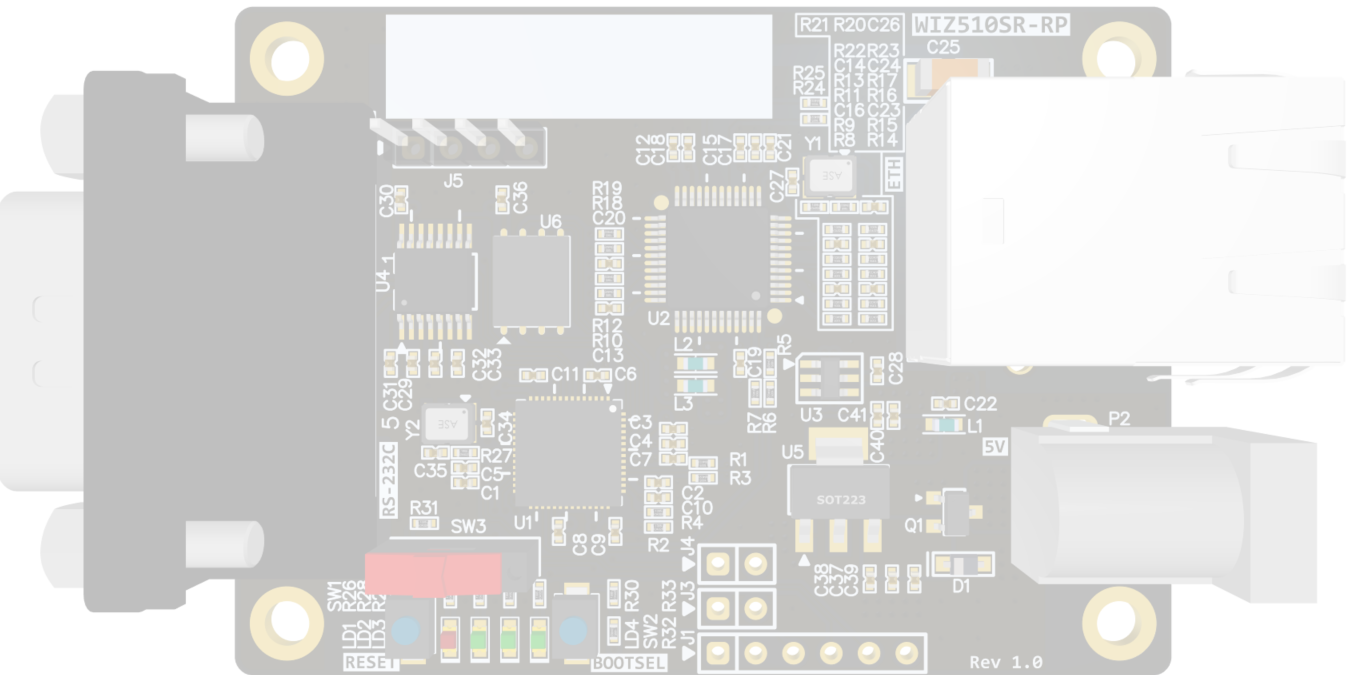 R21 R20 C26
WIZ510SR-RP
C25
R22 R23
C14 C24
R13 R17
R11 R16
C16 C23
R9 R15
R8 R14
R25
R24
Y1
C12
C18
C15
C17
C21
C27
ASE
ETH
J5
C30
C36
R19
R18
C20
U6
U4
1
U2
R12
R10
C13
L2
L3
C19
R5
R7
R6
U3
C28
C41
C40
C22
L1
P2
5V
C31
C29
C32
C33
C11
C6
5
Y2
ASE
C34
C35
R27
C5
C1
C3
C4
C7
R1
R3
C2
C10
R4
R2
U1
C8
C9
U5
SOT223
Q1
D1
C38
C37
C39
RS-232C
R31
SW3
J4
J3
J1
SW1
R26
R28
LD1
LD2
LD3
R30
R33
LD4
SW2
R32
RESET
BOOTSEL
Rev 1.0